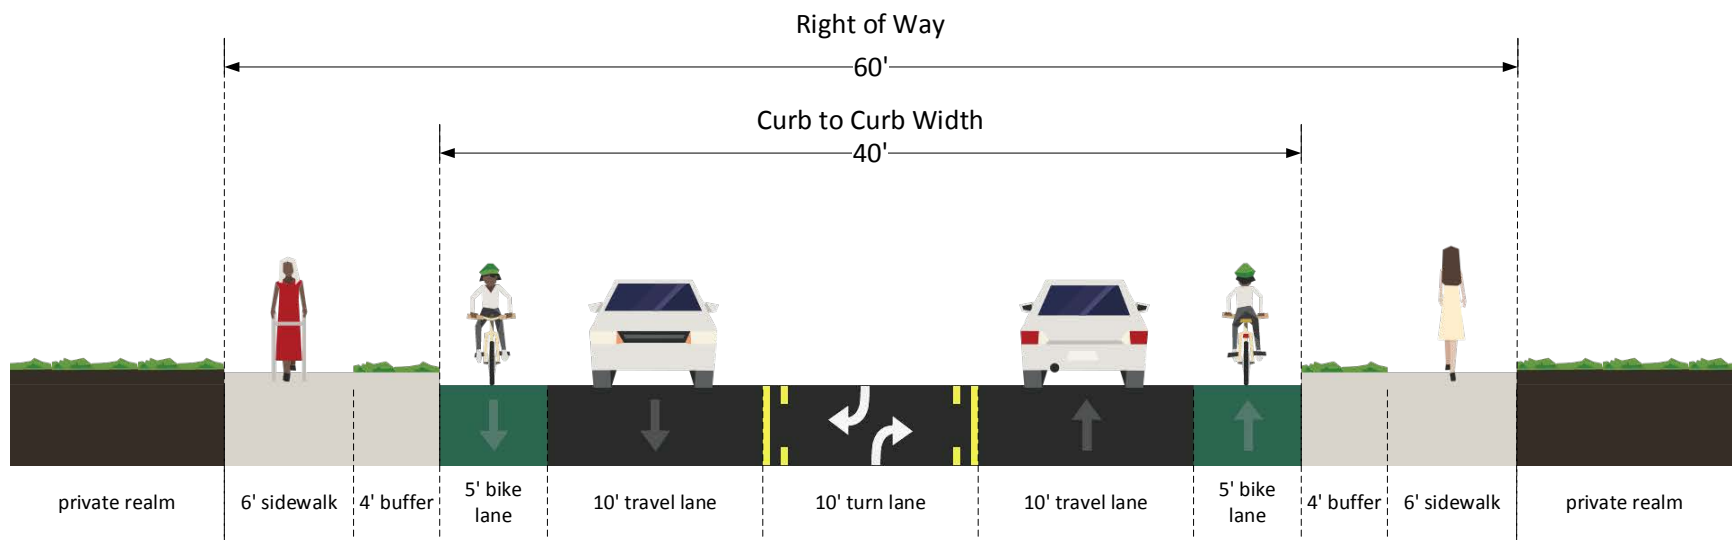 Right of Way
60'
Curb to Curb Width
40'
private realm
6' sidewalk
4' buffer
5' bike
lane
10' travel lane
10' turn lane
10' travel lane
5' bike
lane
4' buffer
6' sidewalk
private realm